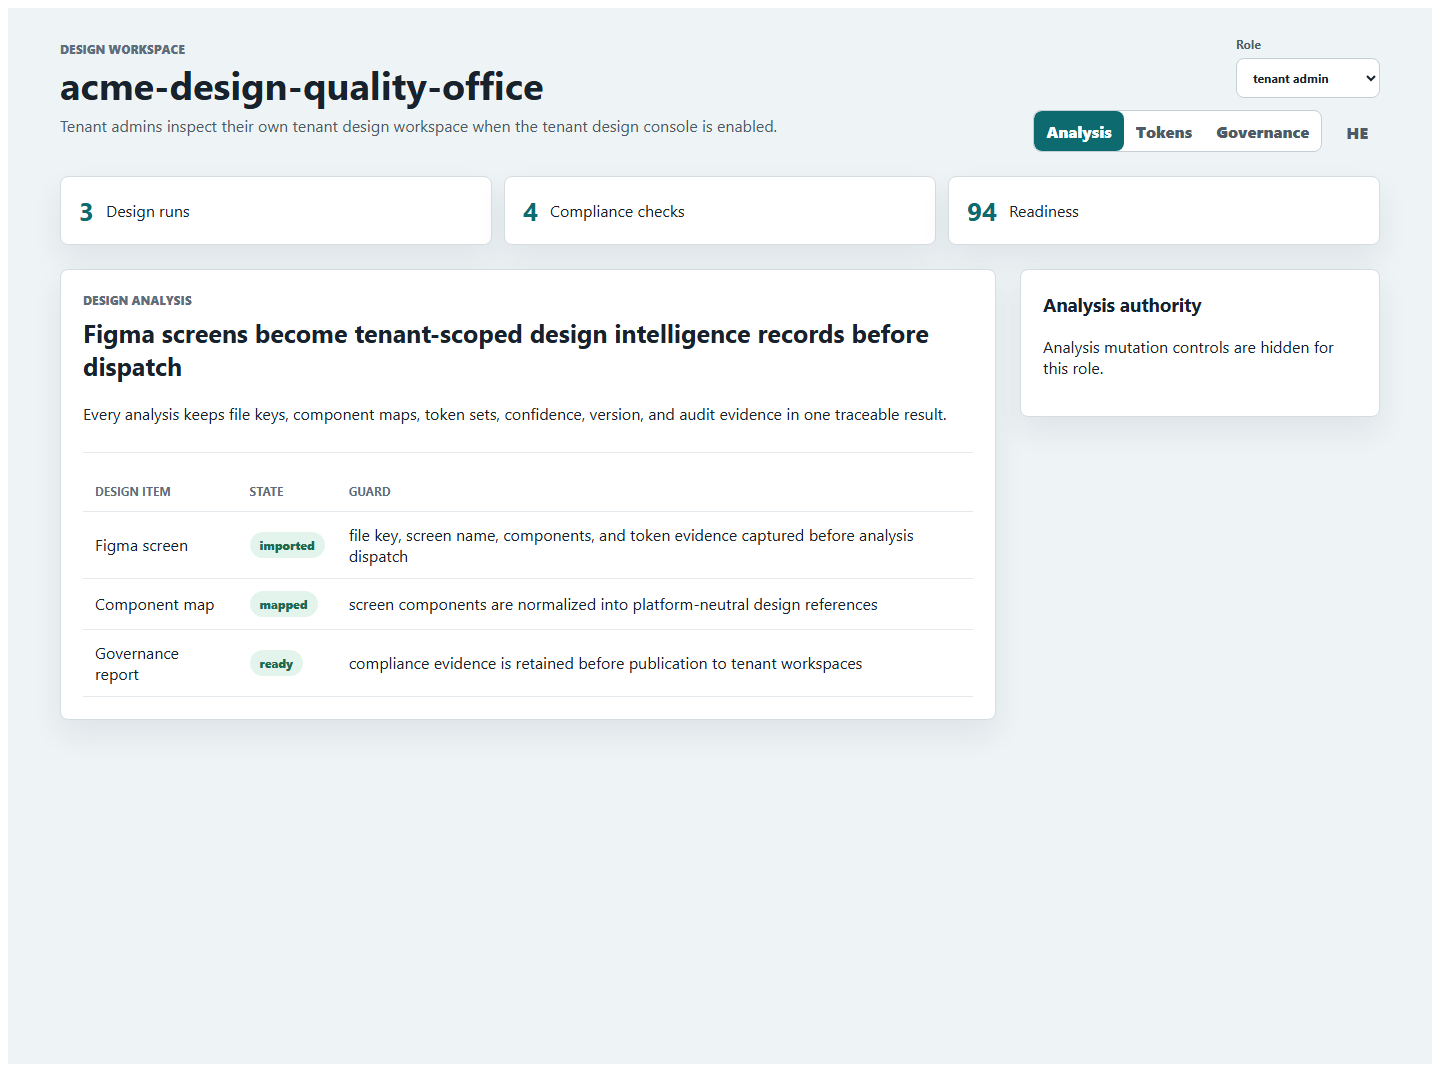 DESIGN WORKSPACE
acme-design-quality-office
Tenant admins inspect their own tenant design workspace when the tenant design console is enabled.
Role
tenant admin
Analysis
Tokens
Governance
HE
3 Design runs
4 Compliance checks
94 Readiness
DESIGN ANALYSIS
Figma screens become tenant-scoped design intelligence records before
dispatch
Every analysis keeps file keys, component maps, token sets, confidence, version, and audit evidence in one traceable result.
DESIGN ITEM STATE GUARD
Figma screen imported file key, screen name, components, and token evidence captured before analysis
dispatch
Component map mapped screen components are normalized into platform-neutral design references
Governance
report ready compliance evidence is retained before publication to tenant workspaces
Analysis authority
Analysis mutation controls are hidden for
this role.